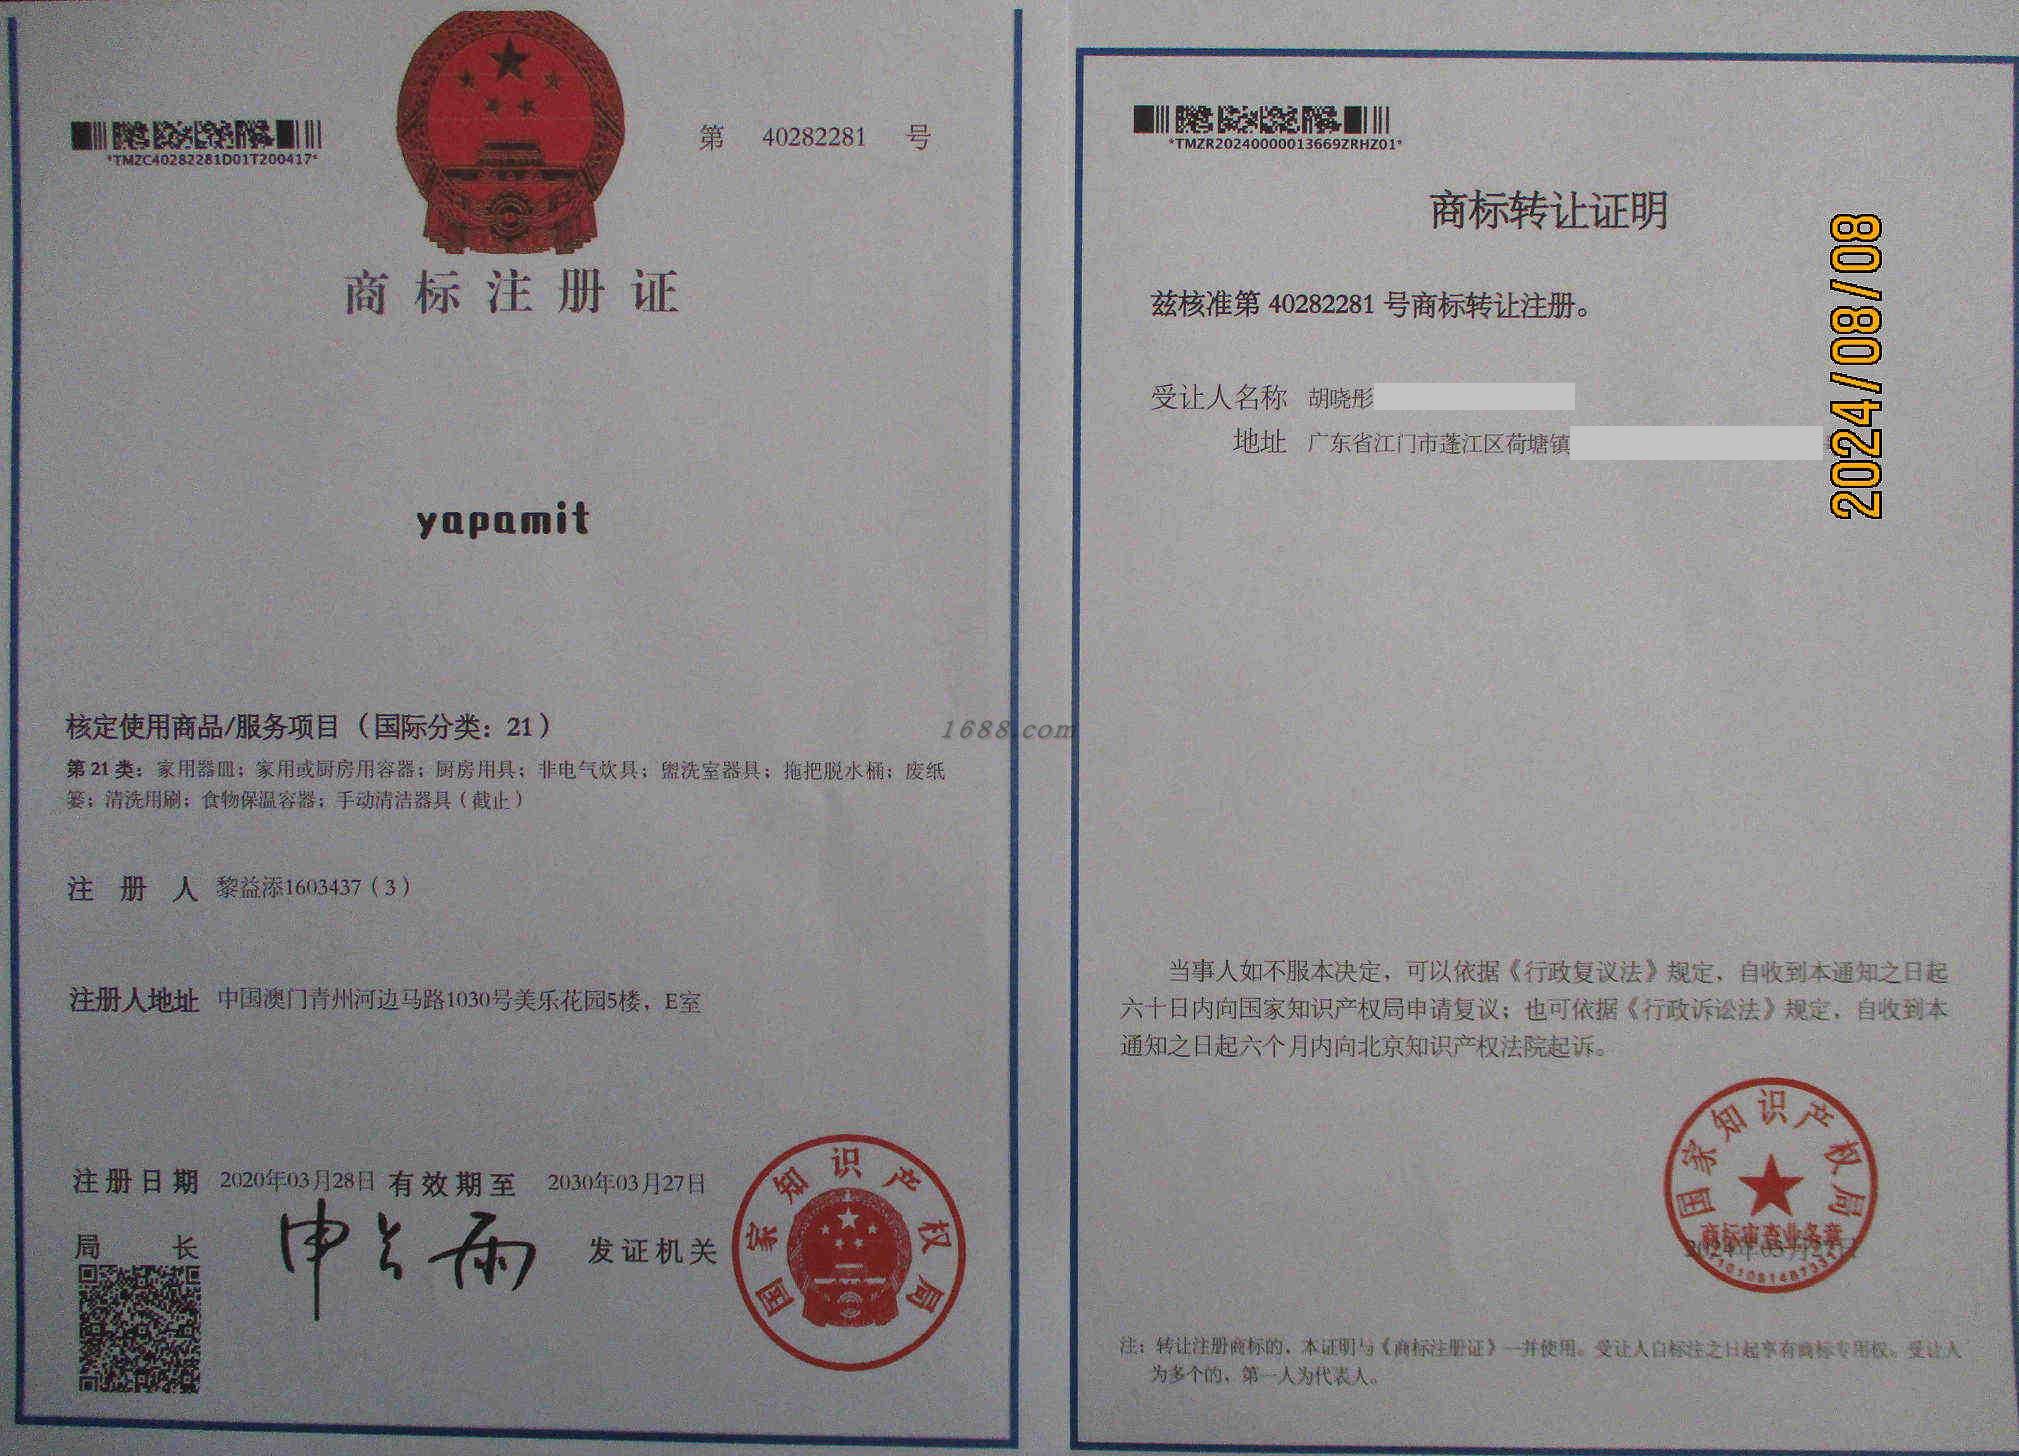 *TMZC40282281D01T200417*
第 40282281 号
商标注册证
yapamit
核定使用商品/服务项目（国际分类：21）
第21类：家用器皿；家用或厨房用容器；厨房用具；非电气炊具；盥洗室器具；拖把脱水桶；废纸
篓；清洗用刷；食物保温容器；手动清洁器具（截止）
注册人 黎益添1603437（3）
注册人地址 中国澳门青州河边马路1030号美乐花园5楼，E室
注册日期 2020年03月28日 有效期至 2030年03月27日
局长 申长雨 发证机关
国家知识产权局
1688.com
*TMZR20240000013669ZRHZ01*
商标转让证明
兹核准第 40282281 号商标转让注册。
受让人名称 胡晓彤
地址 广东省江门市蓬江区荷塘镇
2024/08/08
当事人如不服本决定，可以依据《行政复议法》规定，自收到本通知之日起
六十日内向国家知识产权局申请复议；也可依据《行政诉讼法》规定，自收到本
通知之日起六个月内向北京知识产权法院起诉。
国家知识产权局
商标审查业务章
注：转让注册商标的，本证明与《商标注册证》一并使用。受让人自标注之日起享有商标专用权。受让人
为多个的，第一人为代表人。